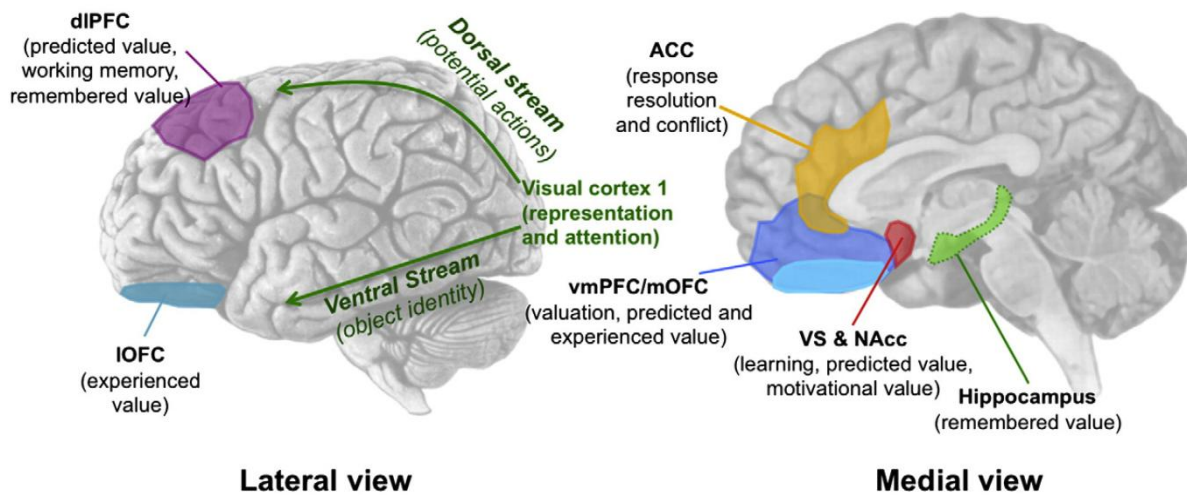 dlPFC
(predicted value,
working memory,
remembered value)
Dorsal stream
(potential actions)
Visual cortex 1
(representation
and attention)
Ventral Stream
(object identity)
lOFC
(experienced
value)
Lateral view
ACC
(response
resolution
and conflict)
vmPFC/mOFC
(valuation, predicted and
experienced value)
VS & NAcc
(learning, predicted value,
motivational value)
Hippocampus
(remembered value)
Medial view